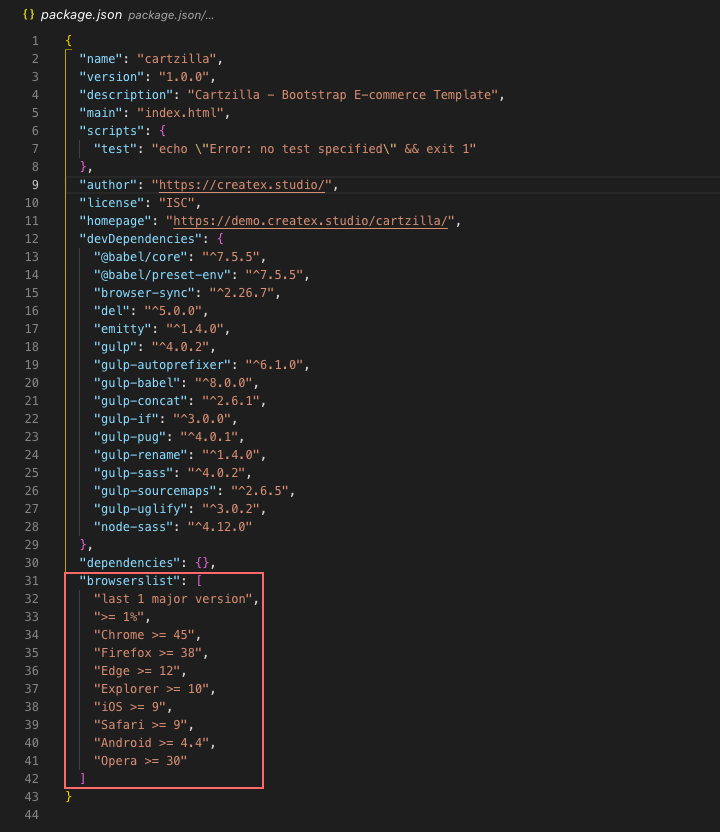 {} package.json package.json/...
1 {
2 "name": "cartzilla",
3 "version": "1.0.0",
4 "description": "Cartzilla - Bootstrap E-commerce Template",
5 "main": "index.html",
6 "scripts": {
7 "test": "echo \"Error: no test specified\" && exit 1"
8 },
9 "author": "https://createx.studio/",
10 "license": "ISC",
11 "homepage": "https://demo.createx.studio/cartzilla/",
12 "devDependencies": {
13 "@babel/core": "^7.5.5",
14 "@babel/preset-env": "^7.5.5",
15 "browser-sync": "^2.26.7",
16 "del": "^5.0.0",
17 "emitty": "^1.4.0",
18 "gulp": "^4.0.2",
19 "gulp-autoprefixer": "^6.1.0",
20 "gulp-babel": "^8.0.0",
21 "gulp-concat": "^2.6.1",
22 "gulp-if": "^3.0.0",
23 "gulp-pug": "^4.0.1",
24 "gulp-rename": "^1.4.0",
25 "gulp-sass": "^4.0.2",
26 "gulp-sourcemaps": "^2.6.5",
27 "gulp-uglify": "^3.0.2",
28 "node-sass": "^4.12.0"
29 },
30 "dependencies": {},
31 "browserslist": [
32 "last 1 major version",
33 ">= 1%",
34 "Chrome >= 45",
35 "Firefox >= 38",
36 "Edge >= 12",
37 "Explorer >= 10",
38 "iOS >= 9",
39 "Safari >= 9",
40 "Android >= 4.4",
41 "Opera >= 30"
42 ]
43 }
44